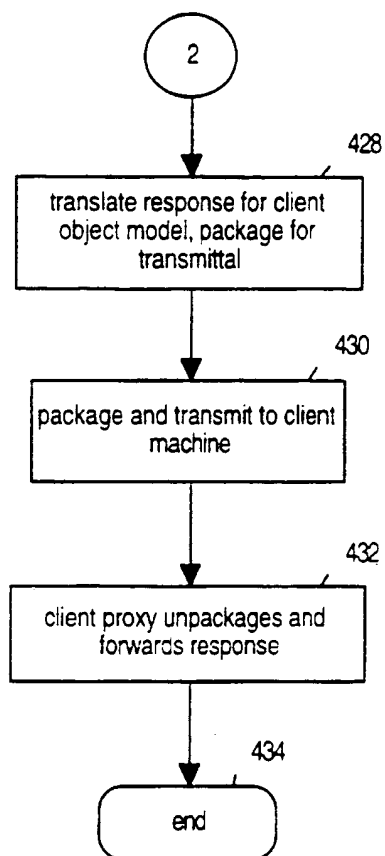 2
428
translate response for client
object model, package for
transmittal
430
package and transmit to client
machine
432
client proxy unpackages and
forwards response
434
end